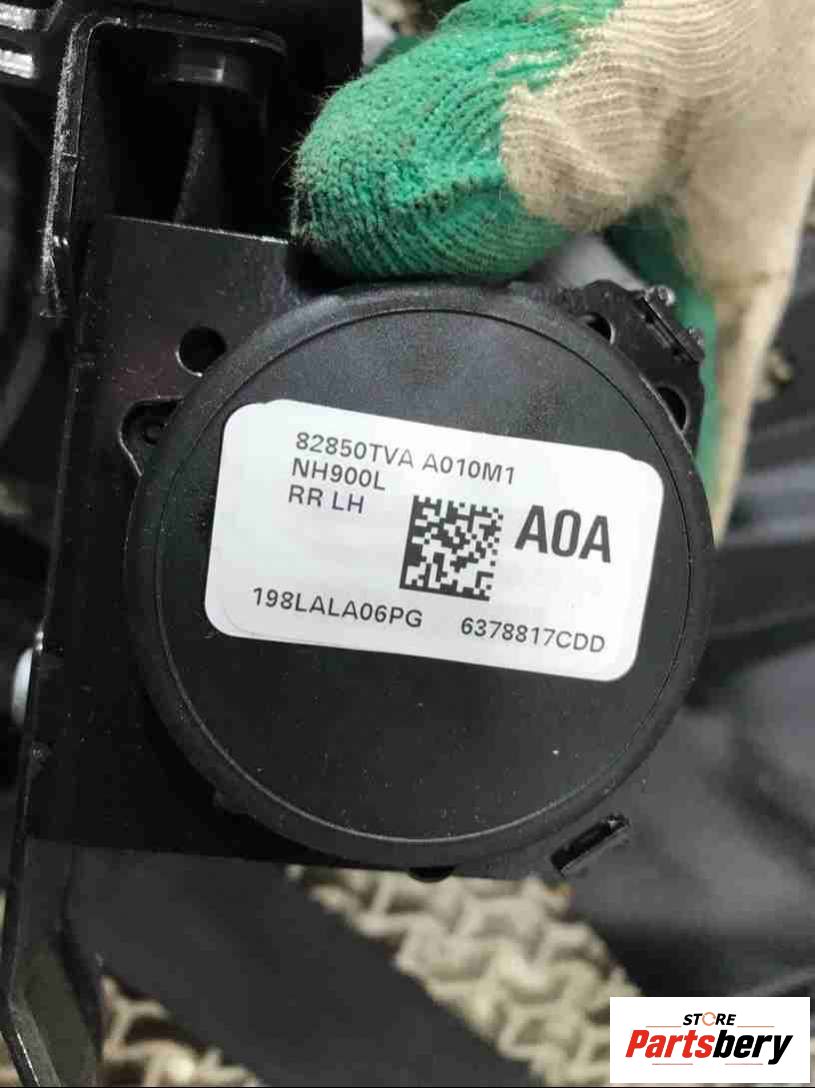 82850TVA A010M1
NH900L
RR LH
A0A
198LALA06PG 6378817CDD
STORE
Partsbery